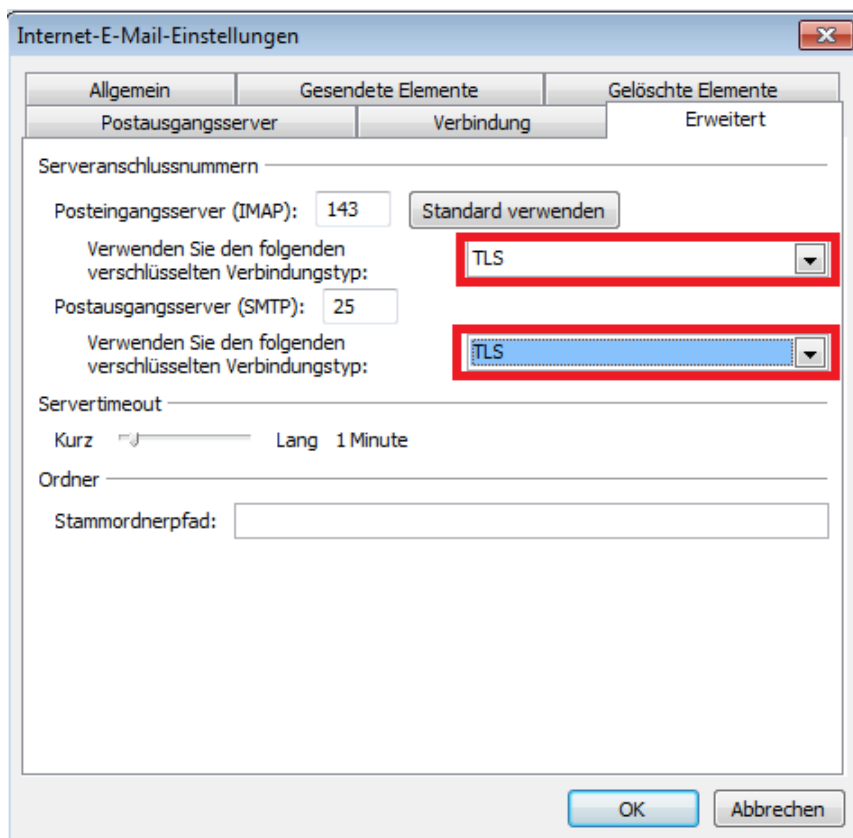 Internet-E-Mail-Einstellungen
Allgemein
Gesendete Elemente
Gelöschte Elemente
Postausgangsserver
Verbindung
Erweitert
Serveranschlussnummern
Posteingangsserver (IMAP): 143 Standard verwenden
Verwenden Sie den folgenden
verschlüsselten Verbindungstyp:
TLS
Postausgangsserver (SMTP): 25
Verwenden Sie den folgenden
verschlüsselten Verbindungstyp:
TLS
Servertimeout
Kurz Lang 1 Minute
Ordner
Stammordnerpfad:
OK Abbrechen